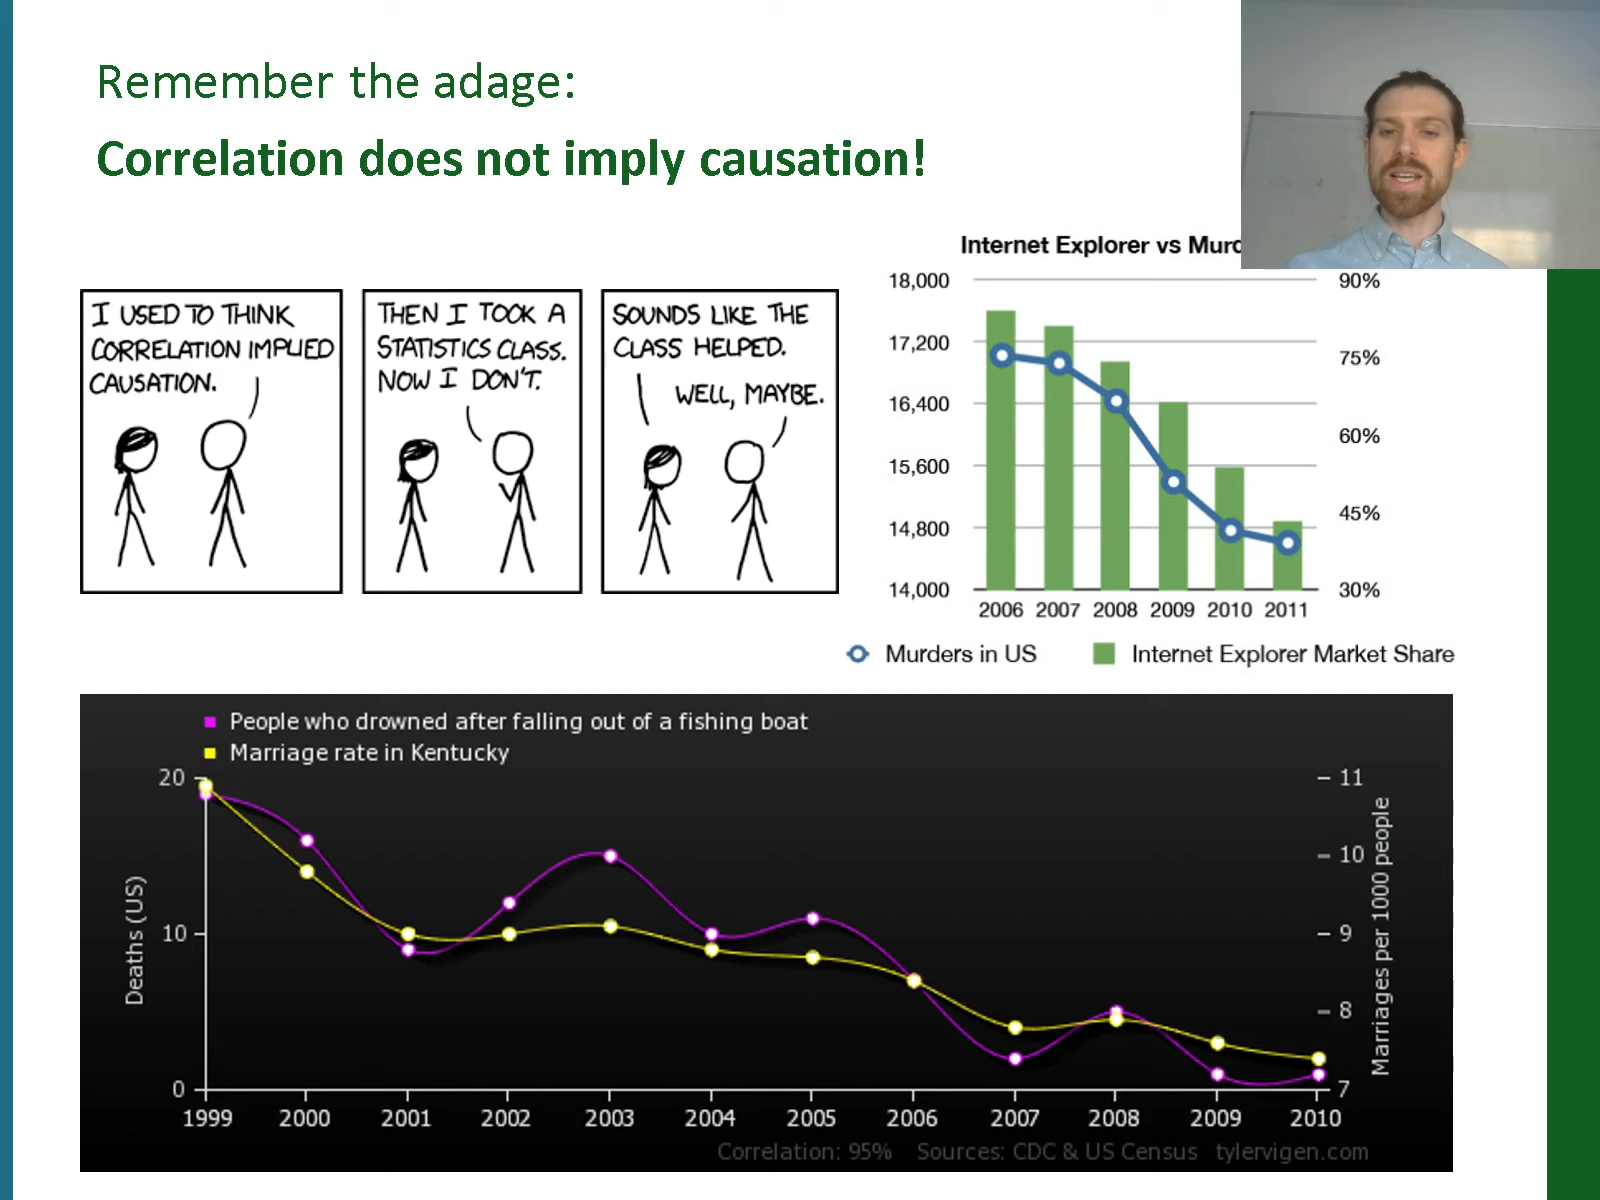 Remember the adage:
Correlation does not imply causation!
I USED TO THINK
CORRELATION IMPLIED
CAUSATION.
THEN I TOOK A
STATISTICS CLASS.
NOW I DON'T.
SOUNDS LIKE THE
CLASS HELPED.
WELL, MAYBE.
Internet Explorer vs
18,000
17,200
16,400
15,600
14,800
14,000
90%
75%
60%
45%
30%
2006 2007 2008 2009 2010 2011
Murders in US
Internet Explorer Market Share
People who drowned after falling out of a fishing boat
Marriage rate in Kentucky
20
10
0
Deaths (US)
11
10
9
8
7
Marriages per 1000 people
1999 2000 2001 2002 2003 2004 2005 2006 2007 2008 2009 2010
Correlation: 95% Sources: CDC & US Census tylervigen.com